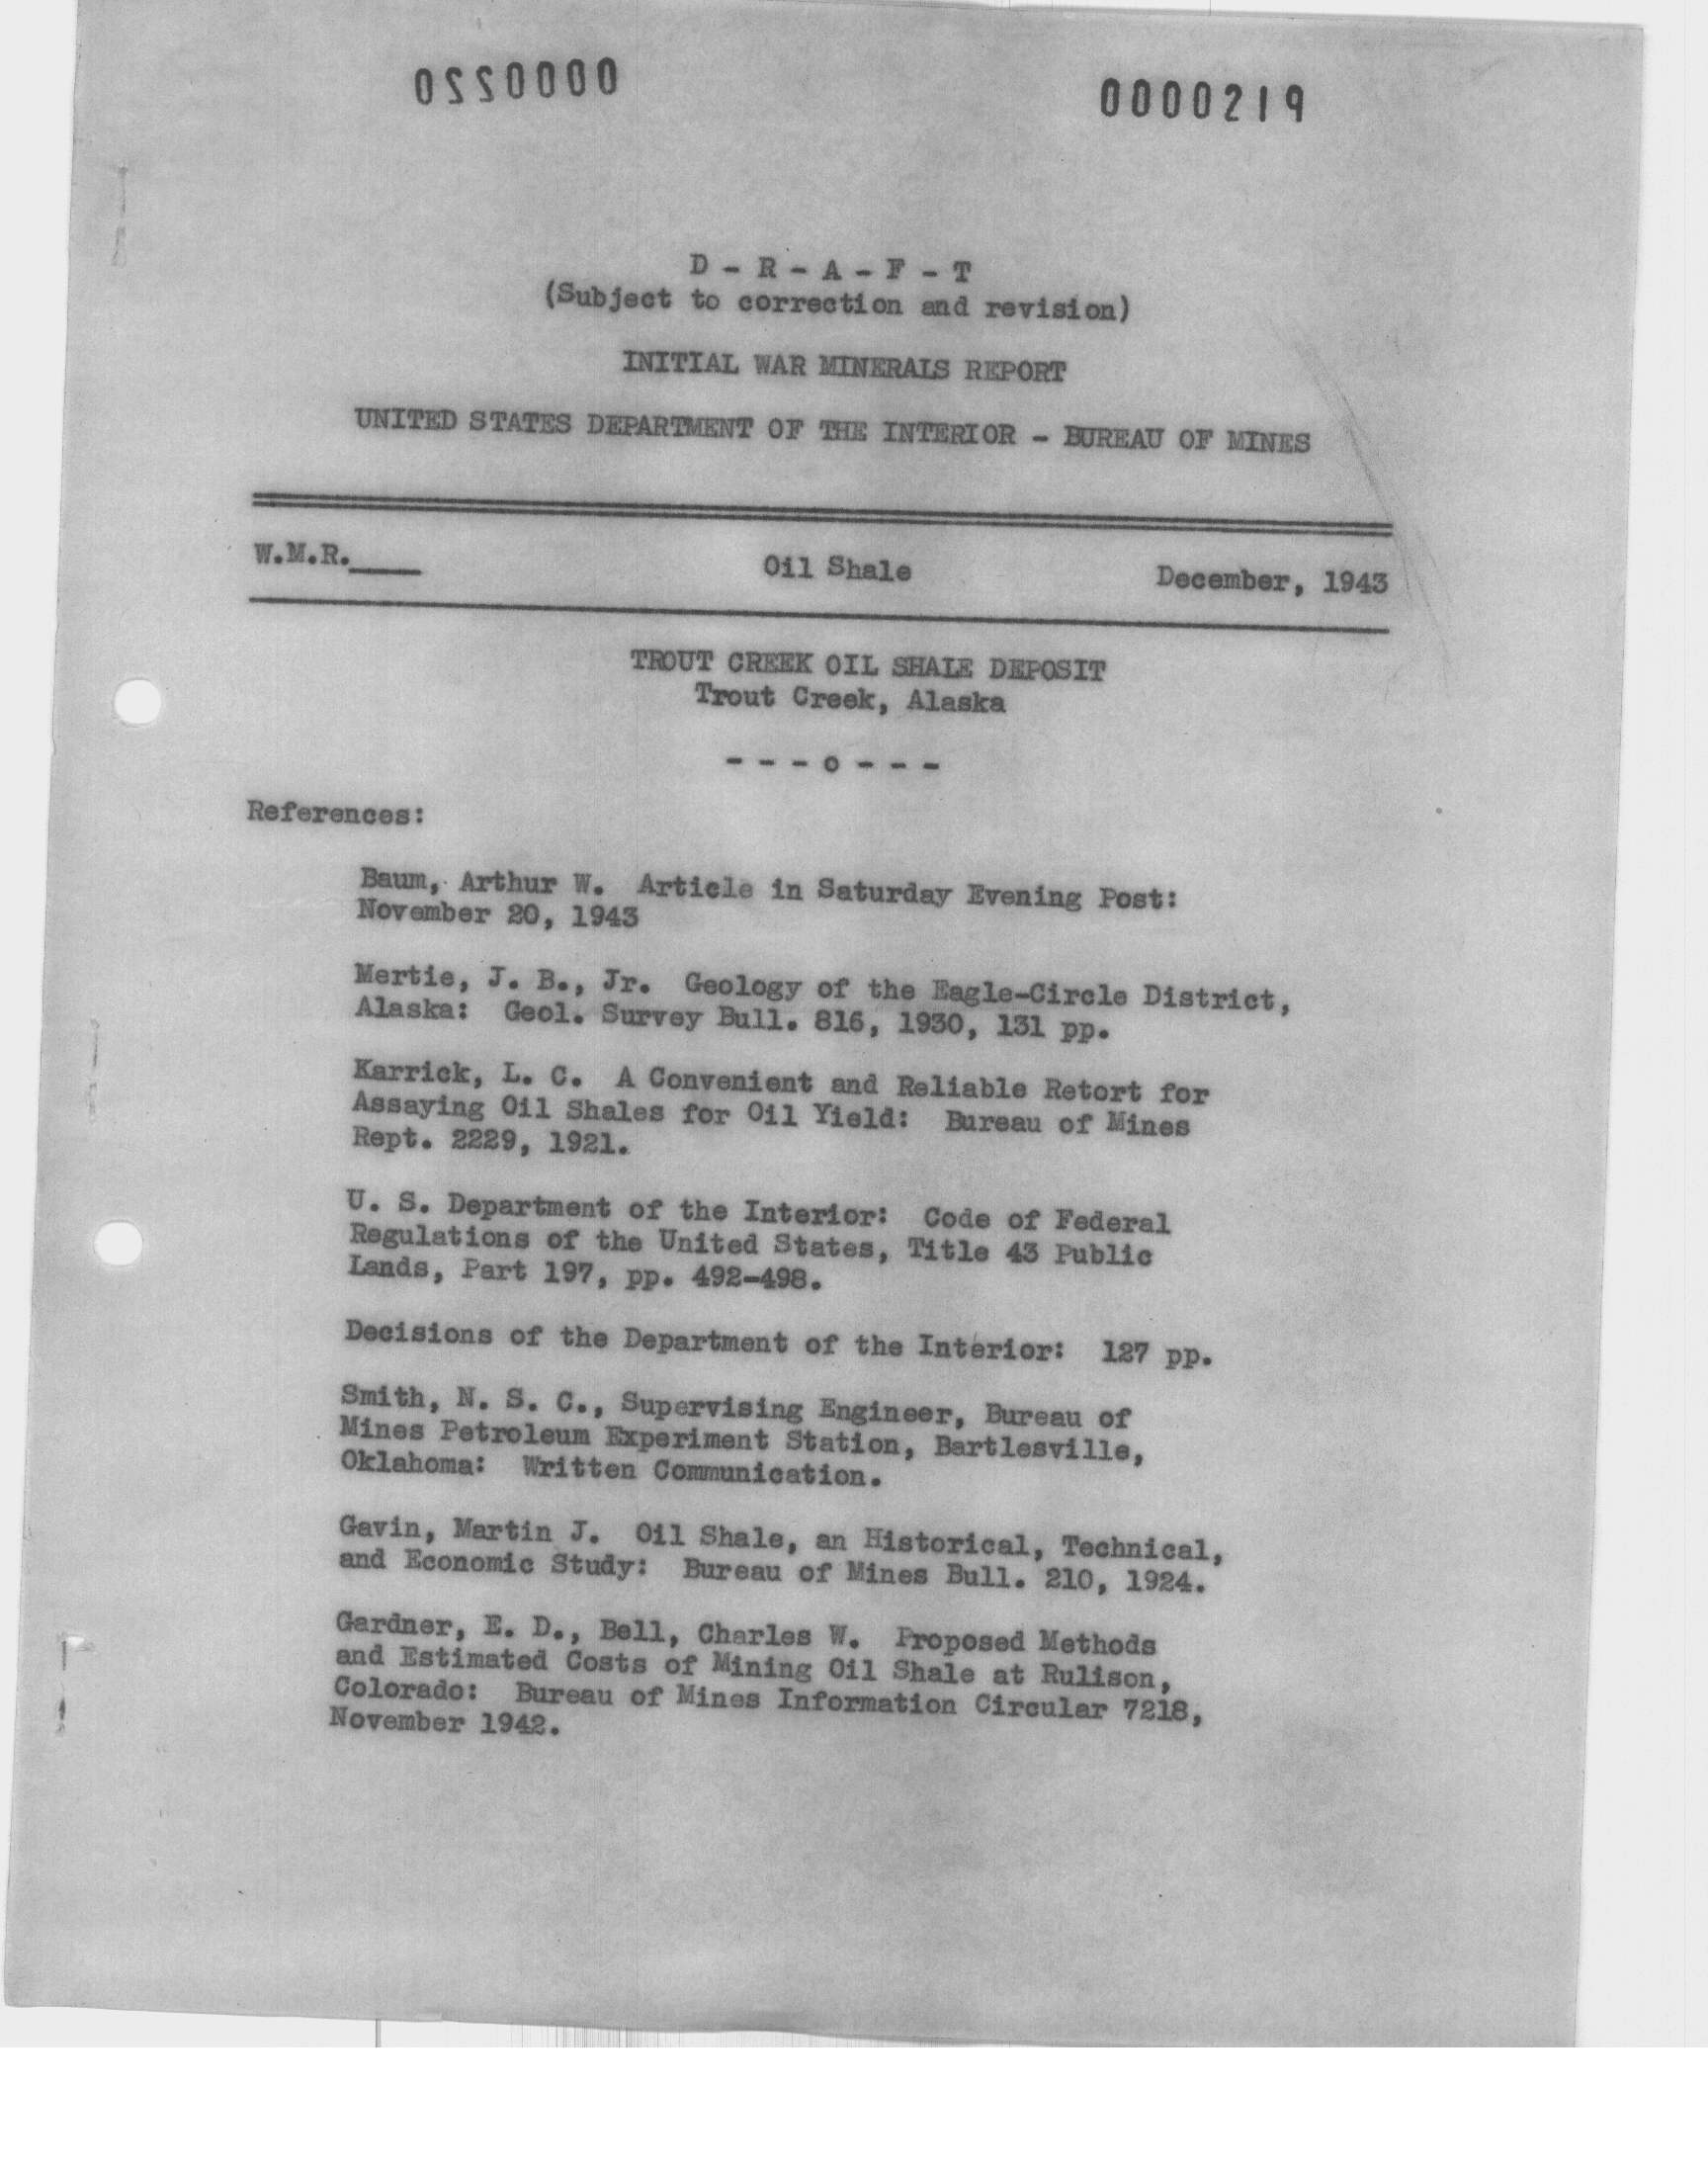 0000220
0000219
D - R - A - F - T
(Subject to correction and revision)
INITIAL WAR MINERALS REPORT
UNITED STATES DEPARTMENT OF THE INTERIOR - BUREAU OF MINES
W.M.R.____ Oil Shale December, 1943
TROUT CREEK OIL SHALE DEPOSIT
Trout Creek, Alaska
- - - o - - -
References:
Baum, Arthur W. Article in Saturday Evening Post:
November 20, 1943
Mertie, J. B., Jr. Geology of the Eagle-Circle District,
Alaska: Geol. Survey Bull. 816, 1930, 131 pp.
Karrick, L. C. A Convenient and Reliable Retort for
Assaying Oil Shales for Oil Yield: Bureau of Mines
Rept. 2229, 1921.
U. S. Department of the Interior: Code of Federal
Regulations of the United States, Title 43 Public
Lands, Part 197, pp. 492-498.
Decisions of the Department of the Interior: 127 pp.
Smith, N. S. C., Supervising Engineer, Bureau of
Mines Petroleum Experiment Station, Bartlesville,
Oklahoma: Written Communication.
Gavin, Martin J. Oil Shale, an Historical, Technical,
and Economic Study: Bureau of Mines Bull. 210, 1924.
Gardner, E. D., Bell, Charles W. Proposed Methods
and Estimated Costs of Mining Oil Shale at Rulison,
Colorado: Bureau of Mines Information Circular 7218,
November 1942.